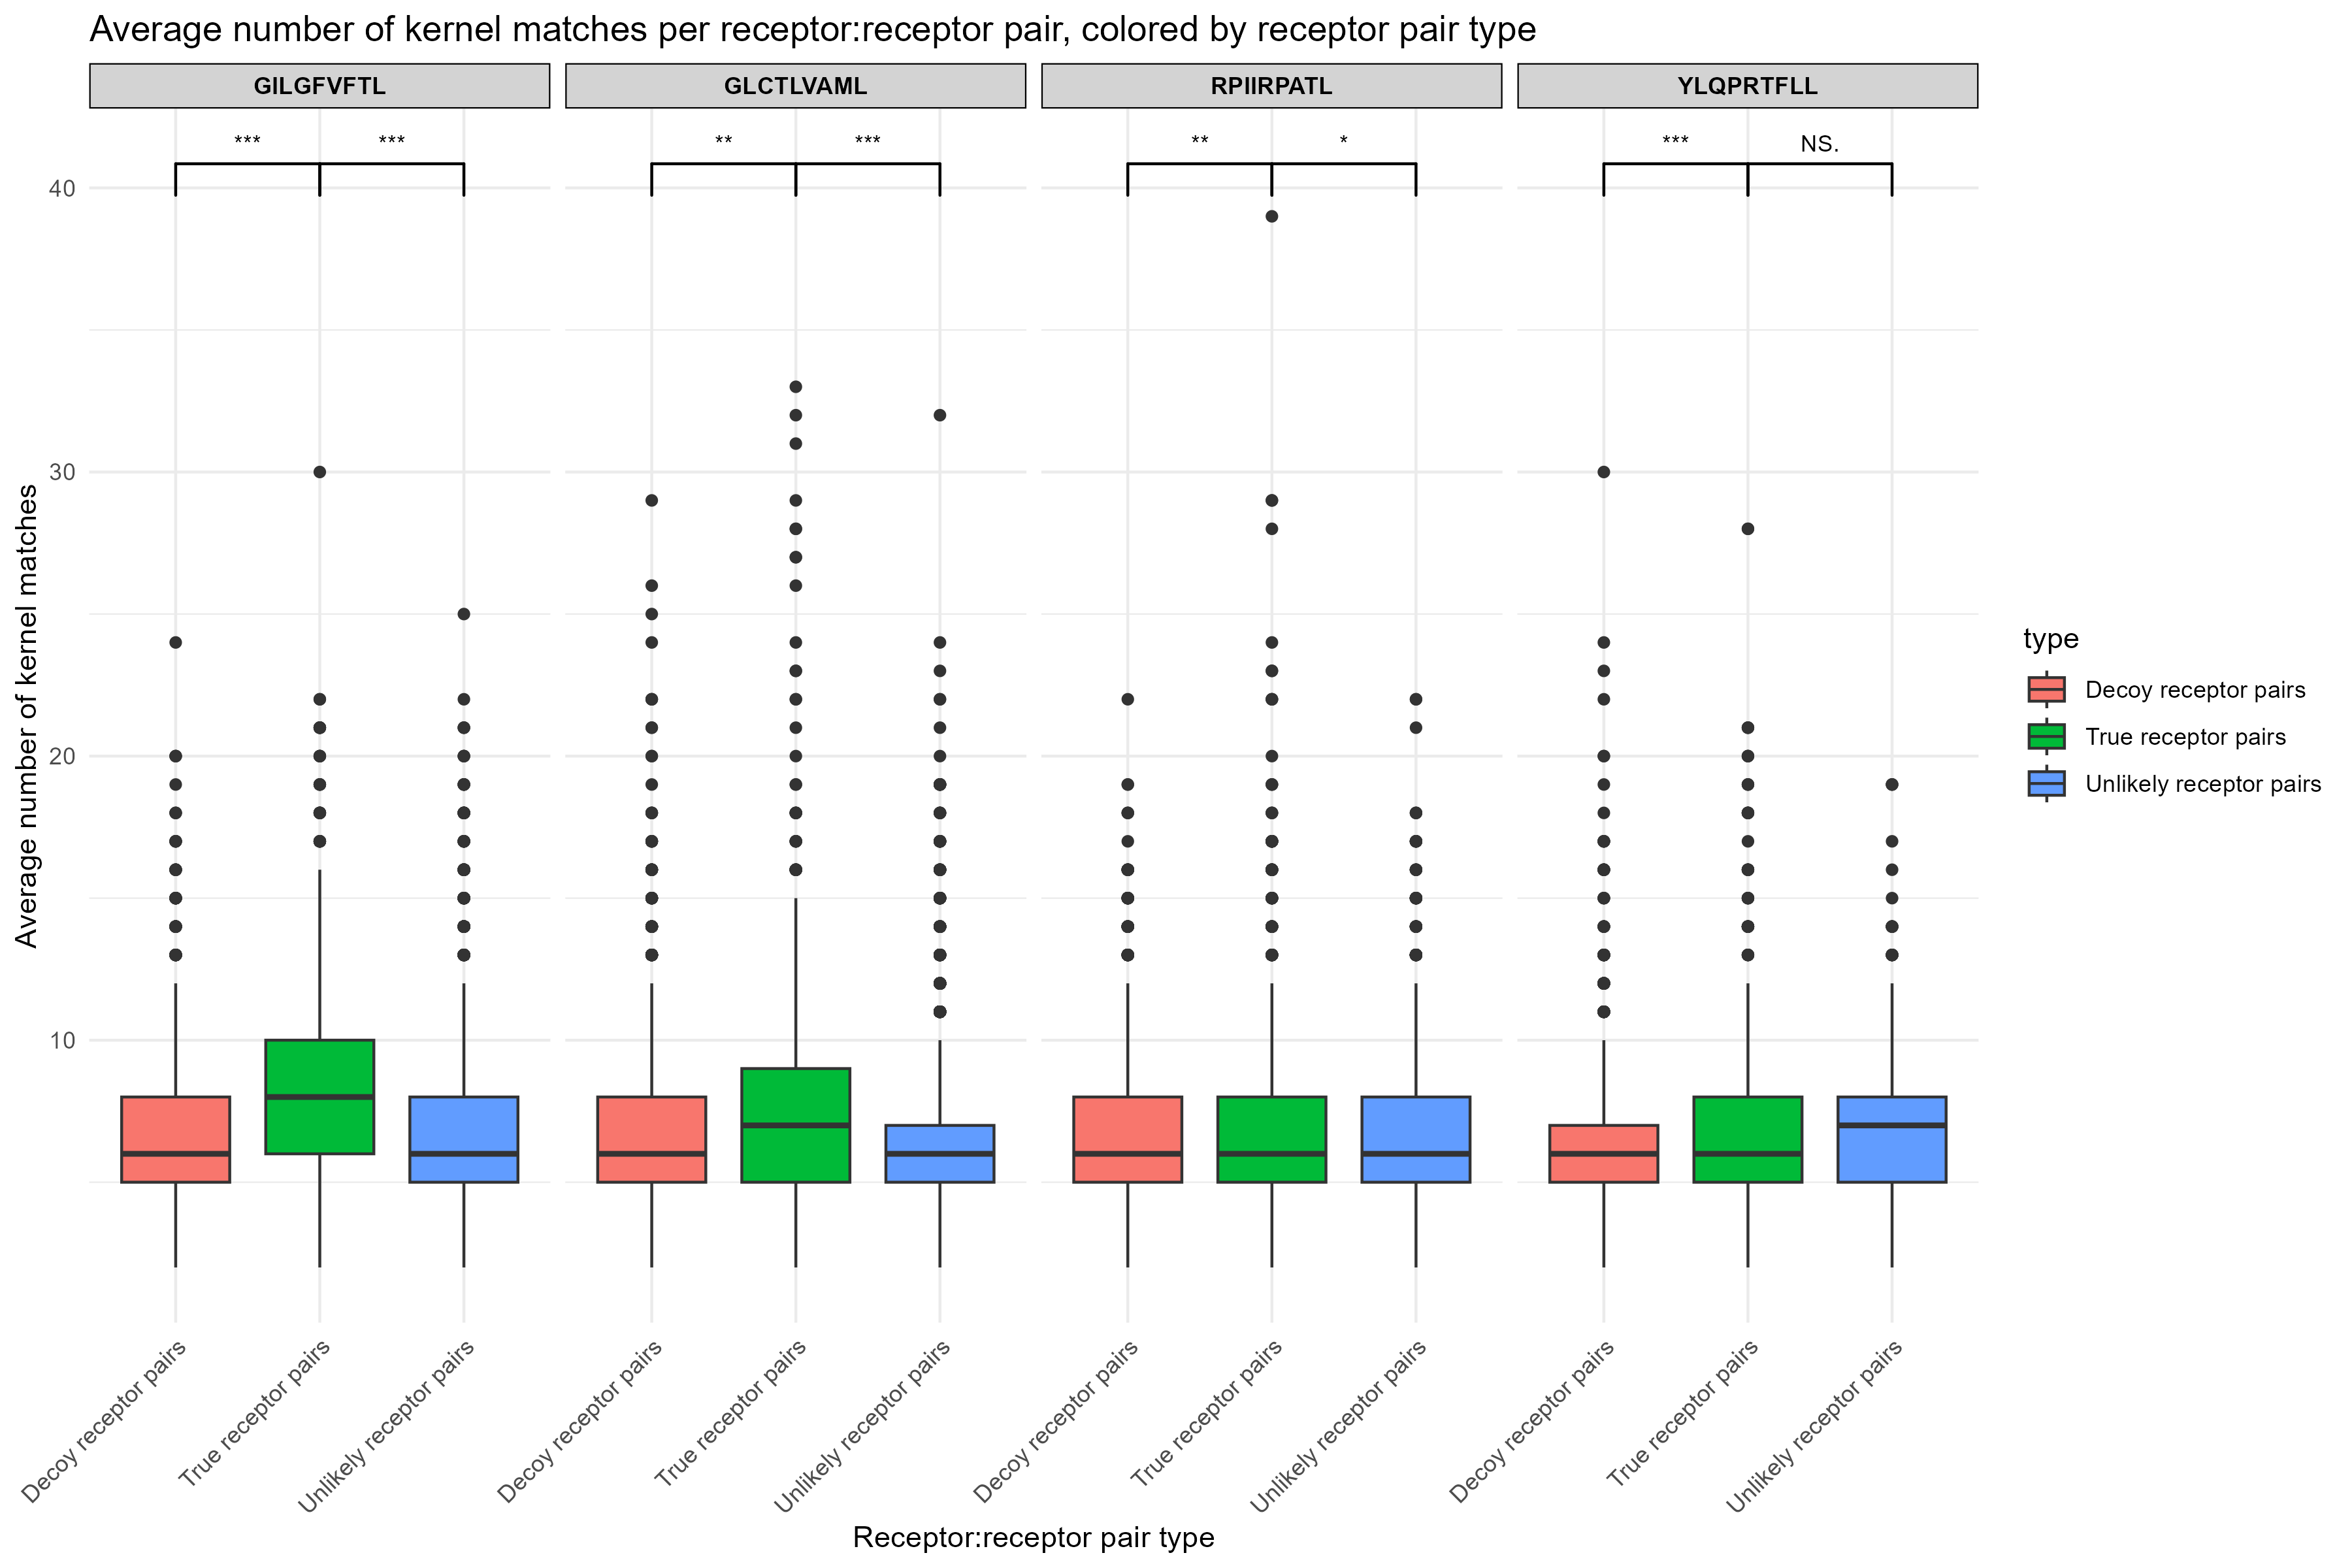 Average number of kernel matches per receptor:receptor pair, colored by receptor pair type
GILGFVFTL
GLCTLVAML
RPIIRPATL
YLQPRTFLL
*** ***
** ***
** *
*** NS.
40
30
20
10
Average number of kernel matches
Decoy receptor pairs
True receptor pairs
Unlikely receptor pairs
Decoy receptor pairs
True receptor pairs
Unlikely receptor pairs
Decoy receptor pairs
True receptor pairs
Unlikely receptor pairs
Decoy receptor pairs
True receptor pairs
Unlikely receptor pairs
Receptor:receptor pair type
type
Decoy receptor pairs
True receptor pairs
Unlikely receptor pairs